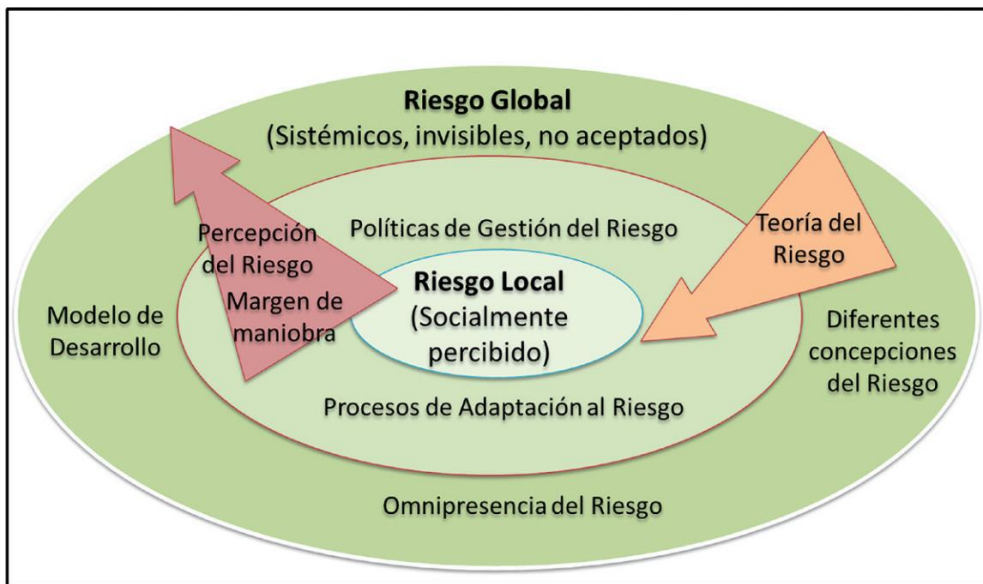 Riesgo Global
(Sistémicos, invisibles, no aceptados)
Políticas de Gestión del Riesgo
Percepción
del Riesgo
Margen de
maniobra
Teoría del
Riesgo
Riesgo Local
(Socialmente
percibido)
Modelo de
Desarrollo
Diferentes
concepciones
del Riesgo
Procesos de Adaptación al Riesgo
Omnipresencia del Riesgo